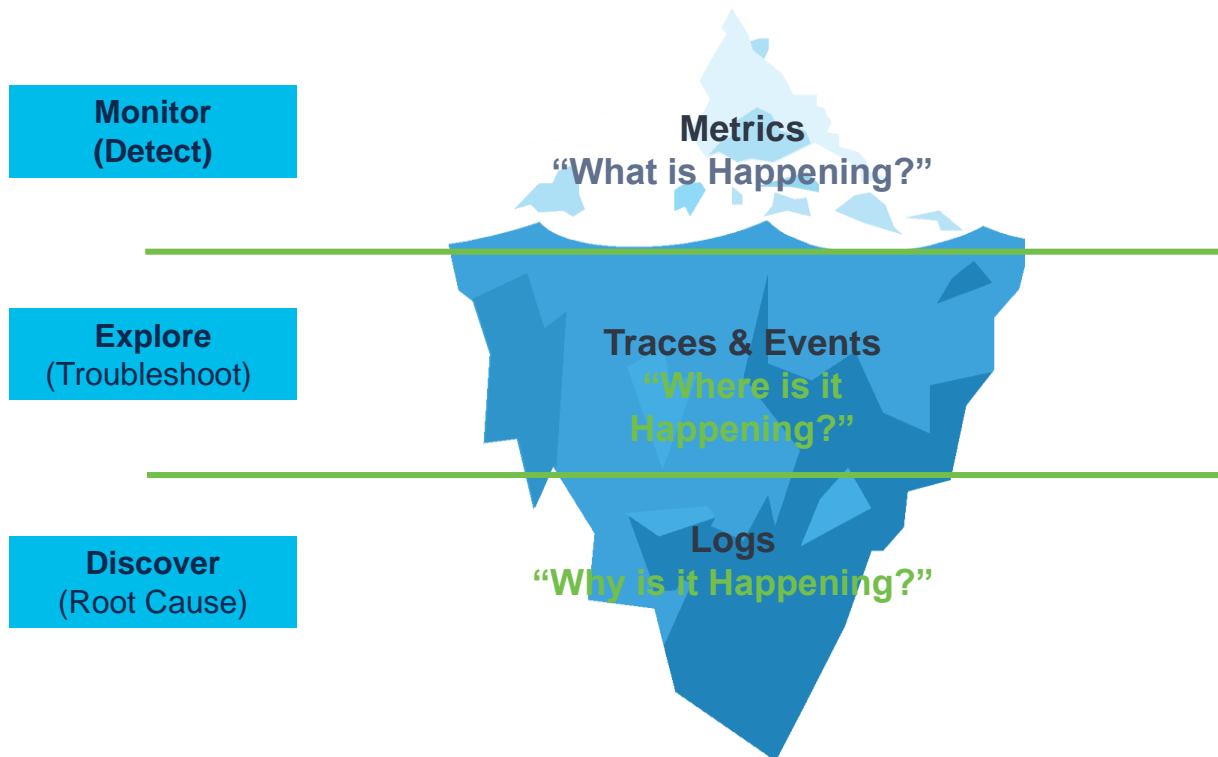 Monitor
(Detect)
Metrics
“What is Happening?”
Explore
(Troubleshoot)
Traces & Events
“Where is it
Happening?”
Discover
(Root Cause)
Logs
“Why is it Happening?”